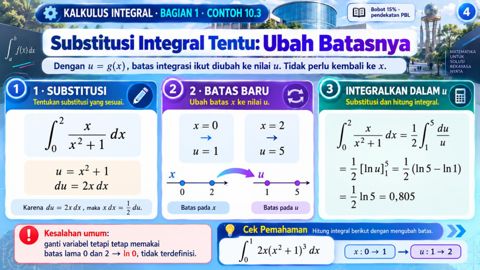 KALKULUS INTEGRAL - BAGIAN 1 • CONTOH 10.3
Bobot 15% -
pendekatan PBL
4
∫ₐ f(x) dx
Substitusi Integral Tentu: Ubah Batasnya
MATEMATIKA
UNTUK
SOLUSI
REKAYASA
NYATA
Dengan u = g(x), batas integrasi ikut diubah ke nilai u. Tidak perlu kembali ke x.
1
1 · SUBSTITUSI
Tentukan substitusi yang sesuai.
∫₀² x/(x² + 1) dx
u = x² + 1
du = 2x dx
Karena du = 2x dx, maka x dx = ½ du.
2
2 · BATAS BARU
Ubah batas x ke nilai u.
x = 0
→
u = 1
x = 2
→
u = 5
x
0 2
Batas pada x
u
1 5
Batas pada u
3
INTEGRALKAN DALAM u
Substitusi dan hitung integral.
∫₀² x/(x² + 1) dx = ½ ∫₁⁵ du/u
= ½ [ln u]₁⁵ = ½ (ln 5 − ln 1)
= ½ ln 5 = 0,805
Kesalahan umum:
ganti variabel tetapi tetap memakai
batas lama 0 dan 2 → ln 0, tidak terdefinisi.
Cek Pemahaman
Hitung integral berikut dengan mengubah batas.
∫₀¹ 2x(x² + 1)³ dx
x : 0 → 1
→
u : 1 → 2